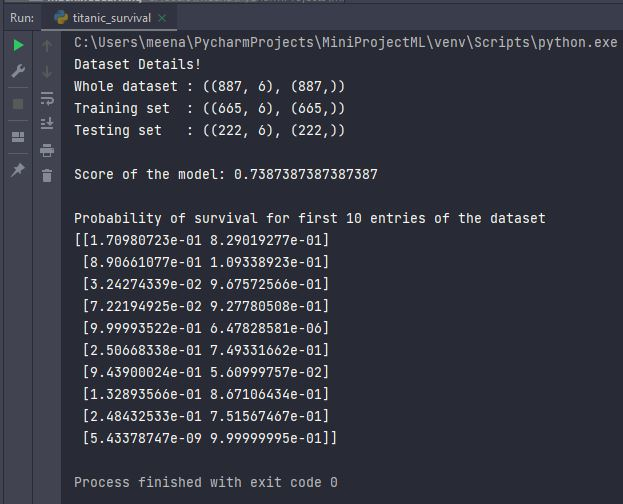 Run: titanic_survival
C:\Users\meena\PycharmProjects\MiniProjectML\venv\Scripts\python.exe
Dataset Details!
Whole dataset : ((887, 6), (887,))
Training set  : ((665, 6), (665,))
Testing set   : ((222, 6), (222,))
Score of the model: 0.7387387387387387
Probability of survival for first 10 entries of the dataset
[[1.70980723e-01 8.29019277e-01]
 [8.90661077e-01 1.09338923e-01]
 [3.24274339e-02 9.67572566e-01]
 [7.22194925e-02 9.27780508e-01]
 [9.99993522e-01 6.47828581e-06]
 [2.50668338e-01 7.49331662e-01]
 [9.43900024e-01 5.60999757e-02]
 [1.32893566e-01 8.67106434e-01]
 [2.48432533e-01 7.51567467e-01]
 [5.43378747e-09 9.99999995e-01]]
Process finished with exit code 0